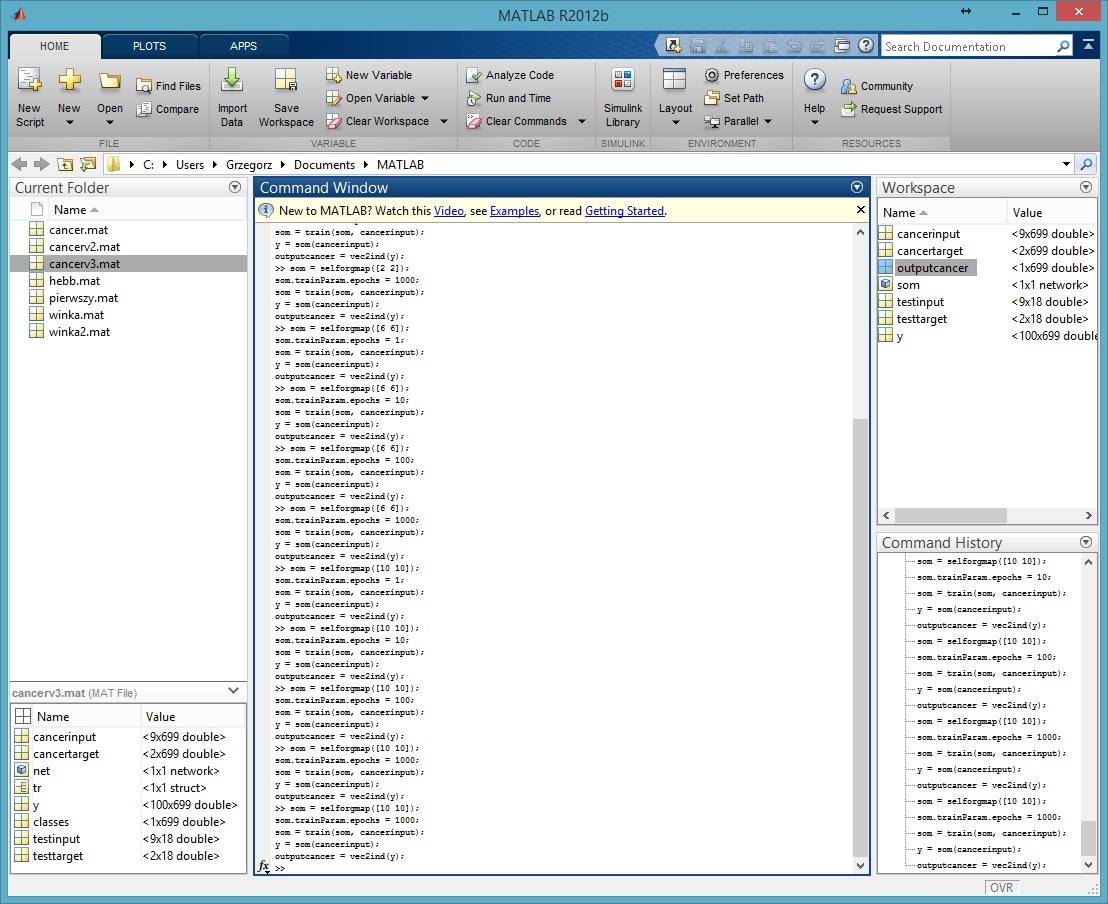 MATLAB R2012b
HOME PLOTS APPS
Search Documentation
New Script
New
Open
Find Files
Compare
FILE
Import Data
Save Workspace
New Variable
Open Variable
Clear Workspace
VARIABLE
Analyze Code
Run and Time
Clear Commands
CODE
Simulink Library
SIMULINK
Layout
Preferences
Set Path
Parallel
ENVIRONMENT
Help
Community
Request Support
RESOURCES
C: Users Grzegorz Documents MATLAB
Current Folder
Name
cancer.mat
cancerv2.mat
cancerv3.mat
hebb.mat
pierwszy.mat
winka.mat
winka2.mat
cancerv3.mat (MAT File)
Name Value
cancerinput <9x699 double>
cancertarget <2x699 double>
net <1x1 network>
tr <1x1 struct>
y <100x699 double>
classes <1x699 double>
testinput <9x18 double>
testtarget <2x18 double>
Command Window
New to MATLAB? Watch this Video, see Examples, or read Getting Started.
som = train(som, cancerinput);
y = som(cancerinput);
outputcancer = vec2ind(y);
>> som = selforgmap([2 2]);
som.trainParam.epochs = 1000;
som = train(som, cancerinput);
y = som(cancerinput);
outputcancer = vec2ind(y);
>> som = selforgmap([6 6]);
som.trainParam.epochs = 1;
som = train(som, cancerinput);
y = som(cancerinput);
outputcancer = vec2ind(y);
>> som = selforgmap([6 6]);
som.trainParam.epochs = 10;
som = train(som, cancerinput);
y = som(cancerinput);
outputcancer = vec2ind(y);
>> som = selforgmap([6 6]);
som.trainParam.epochs = 100;
som = train(som, cancerinput);
y = som(cancerinput);
outputcancer = vec2ind(y);
>> som = selforgmap([6 6]);
som.trainParam.epochs = 1000;
som = train(som, cancerinput);
y = som(cancerinput);
outputcancer = vec2ind(y);
>> som = selforgmap([10 10]);
som.trainParam.epochs = 1;
som = train(som, cancerinput);
y = som(cancerinput);
outputcancer = vec2ind(y);
>> som = selforgmap([10 10]);
som.trainParam.epochs = 10;
som = train(som, cancerinput);
y = som(cancerinput);
outputcancer = vec2ind(y);
>> som = selforgmap([10 10]);
som.trainParam.epochs = 100;
som = train(som, cancerinput);
y = som(cancerinput);
outputcancer = vec2ind(y);
>> som = selforgmap([10 10]);
som.trainParam.epochs = 1000;
som = train(som, cancerinput);
y = som(cancerinput);
outputcancer = vec2ind(y);
>> som = selforgmap([10 10]);
som.trainParam.epochs = 1000;
som = train(som, cancerinput);
y = som(cancerinput);
outputcancer = vec2ind(y);
fx >>
Workspace
Name Value
cancerinput <9x699 double>
cancertarget <2x699 double>
outputcancer <1x699 double>
som <1x1 network>
testinput <9x18 double>
testtarget <2x18 double>
y <100x699 double
Command History
som = selforgmap([10 10]);
som.trainParam.epochs = 10;
som = train(som, cancerinput);
y = som(cancerinput);
outputcancer = vec2ind(y);
som = selforgmap([10 10]);
som.trainParam.epochs = 100;
som = train(som, cancerinput);
y = som(cancerinput);
outputcancer = vec2ind(y);
som = selforgmap([10 10]);
som.trainParam.epochs = 1000;
som = train(som, cancerinput);
y = som(cancerinput);
outputcancer = vec2ind(y);
som = selforgmap([10 10]);
som.trainParam.epochs = 1000;
som = train(som, cancerinput);
y = som(cancerinput);
outputcancer = vec2ind(y);
OVR